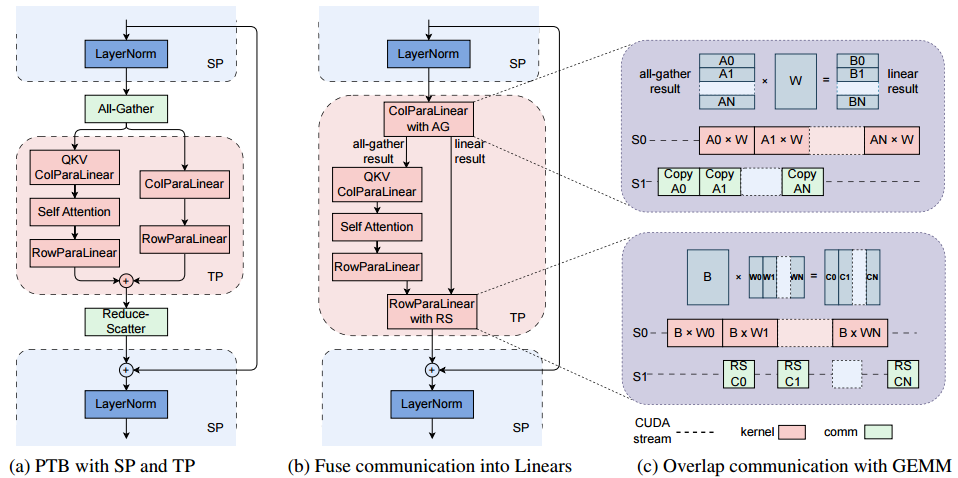 LayerNorm
SP
All-Gather
QKV
ColParaLinear
ColParaLinear
Self Attention
RowParaLinear
RowParaLinear
+
TP
Reduce-
Scatter
+
LayerNorm
SP
(a) PTB with SP and TP
LayerNorm
SP
ColParaLinear
with AG
all-gather
result
linear
result
QKV
ColParaLinear
Self Attention
RowParaLinear
RowParaLinear
with RS
TP
+
LayerNorm
SP
(b) Fuse communication into Linears
all-gather
result
A0
A1
AN
×
W
=
B0
B1
BN
linear
result
S0
A0 × W
A1 × W
AN × W
S1
Copy
A0
Copy
A1
Copy
AN
B
×
W0
W1
WN
=
C0
C1
CN
S0
B × W0
B x W1
B x WN
S1
RS
C0
RS
C1
RS
CN
CUDA
stream
kernel
comm
(c) Overlap communication with GEMM